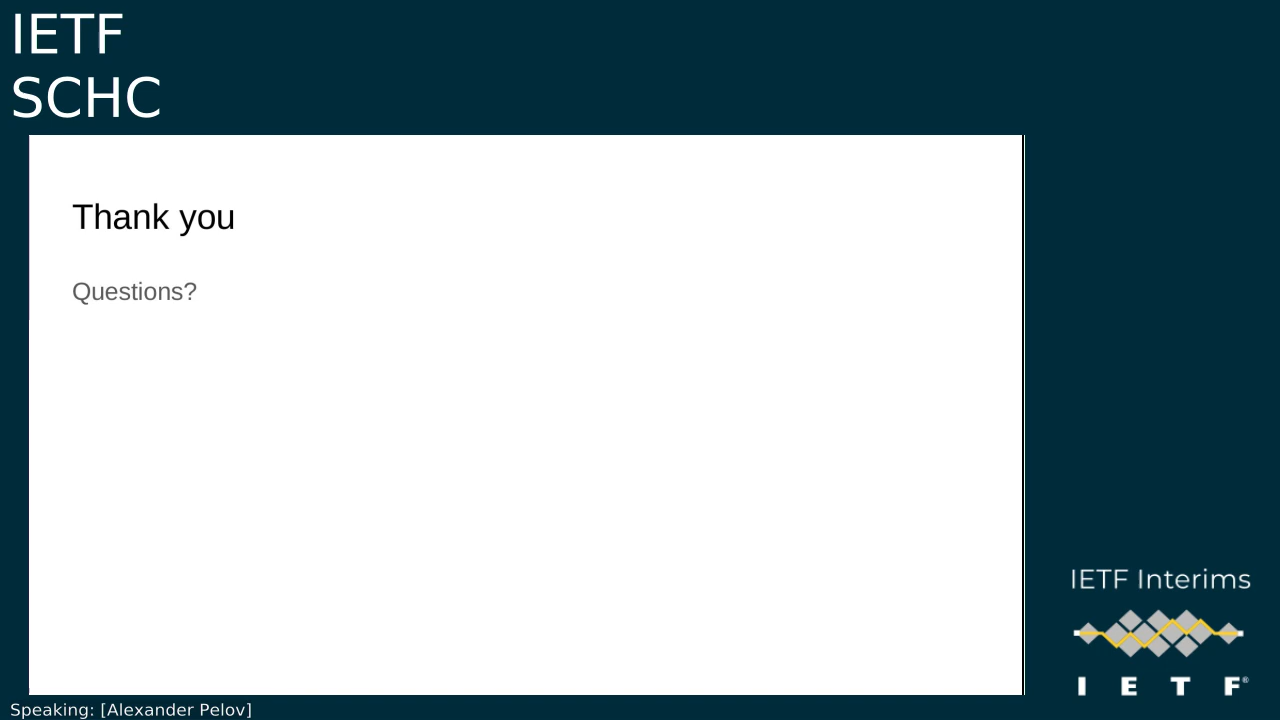 IETF
SCHC
Thank you
Questions?
IETF Interims
I E T F®
Speaking: [Alexander Pelov]